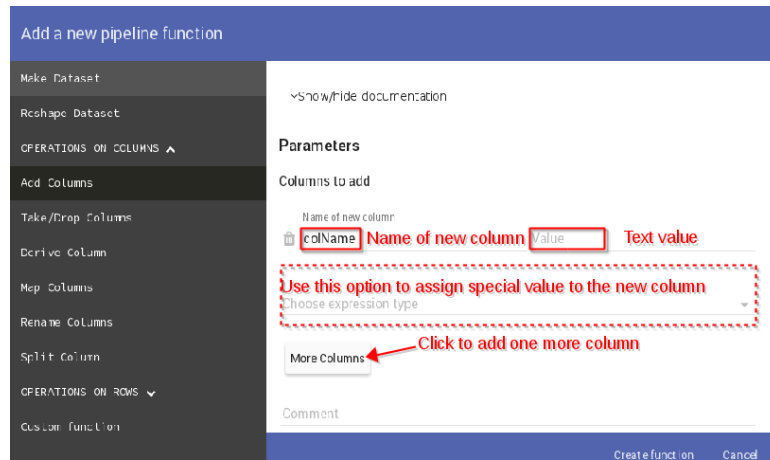 Add a new pipeline function
Make Dataset
Reshape Dataset
OPERATIONS ON COLUMNS
Add Columns
Take/Drop Columns
Derive Column
Map Columns
Rename Columns
Split Column
OPERATIONS ON ROWS
Custom function
Show/hide documentation
Parameters
Columns to add
Name of new column
colName Name of new column Value Text value
Use this option to assign special value to the new column
Choose expression type
Click to add one more column
More Columns
Comment
Create function Cancel